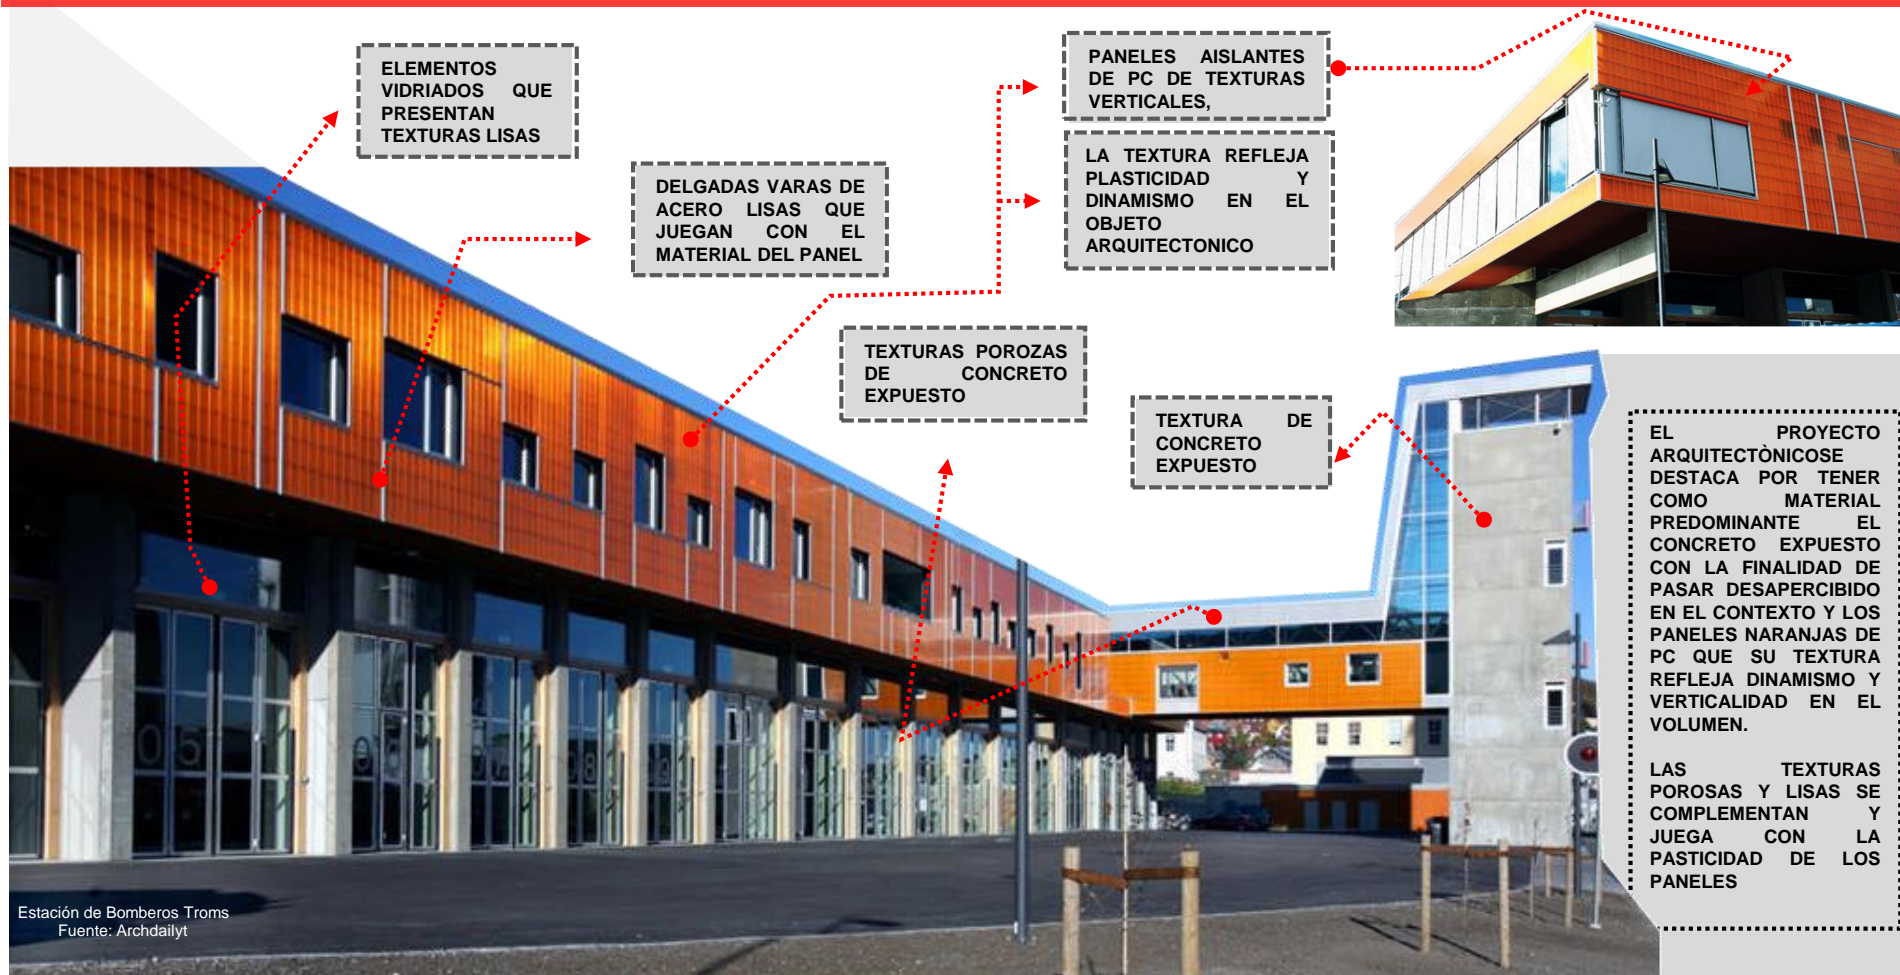 ELEMENTOS
VIDRIADOS QUE
PRESENTAN
TEXTURAS LISAS
DELGADAS VARAS DE
ACERO LISAS QUE
JUEGAN CON EL
MATERIAL DEL PANEL
PANELES AISLANTES
DE PC DE TEXTURAS
VERTICALES,
LA TEXTURA REFLEJA
PLASTICIDAD Y
DINAMISMO EN EL
OBJETO
ARQUITECTONICO
TEXTURAS POROZAS
DE CONCRETO
EXPUESTO
TEXTURA DE
CONCRETO
EXPUESTO
EL PROYECTO
ARQUITECTÒNICOSE
DESTACA POR TENER
COMO MATERIAL
PREDOMINANTE EL
CONCRETO EXPUESTO
CON LA FINALIDAD DE
PASAR DESAPERCIBIDO
EN EL CONTEXTO Y LOS
PANELES NARANJAS DE
PC QUE SU TEXTURA
REFLEJA DINAMISMO Y
VERTICALIDAD EN EL
VOLUMEN.
LAS TEXTURAS
POROSAS Y LISAS SE
COMPLEMENTAN Y
JUEGA CON LA
PASTICIDAD DE LOS
PANELES
05
Estación de Bomberos Troms
Fuente: Archdailyt